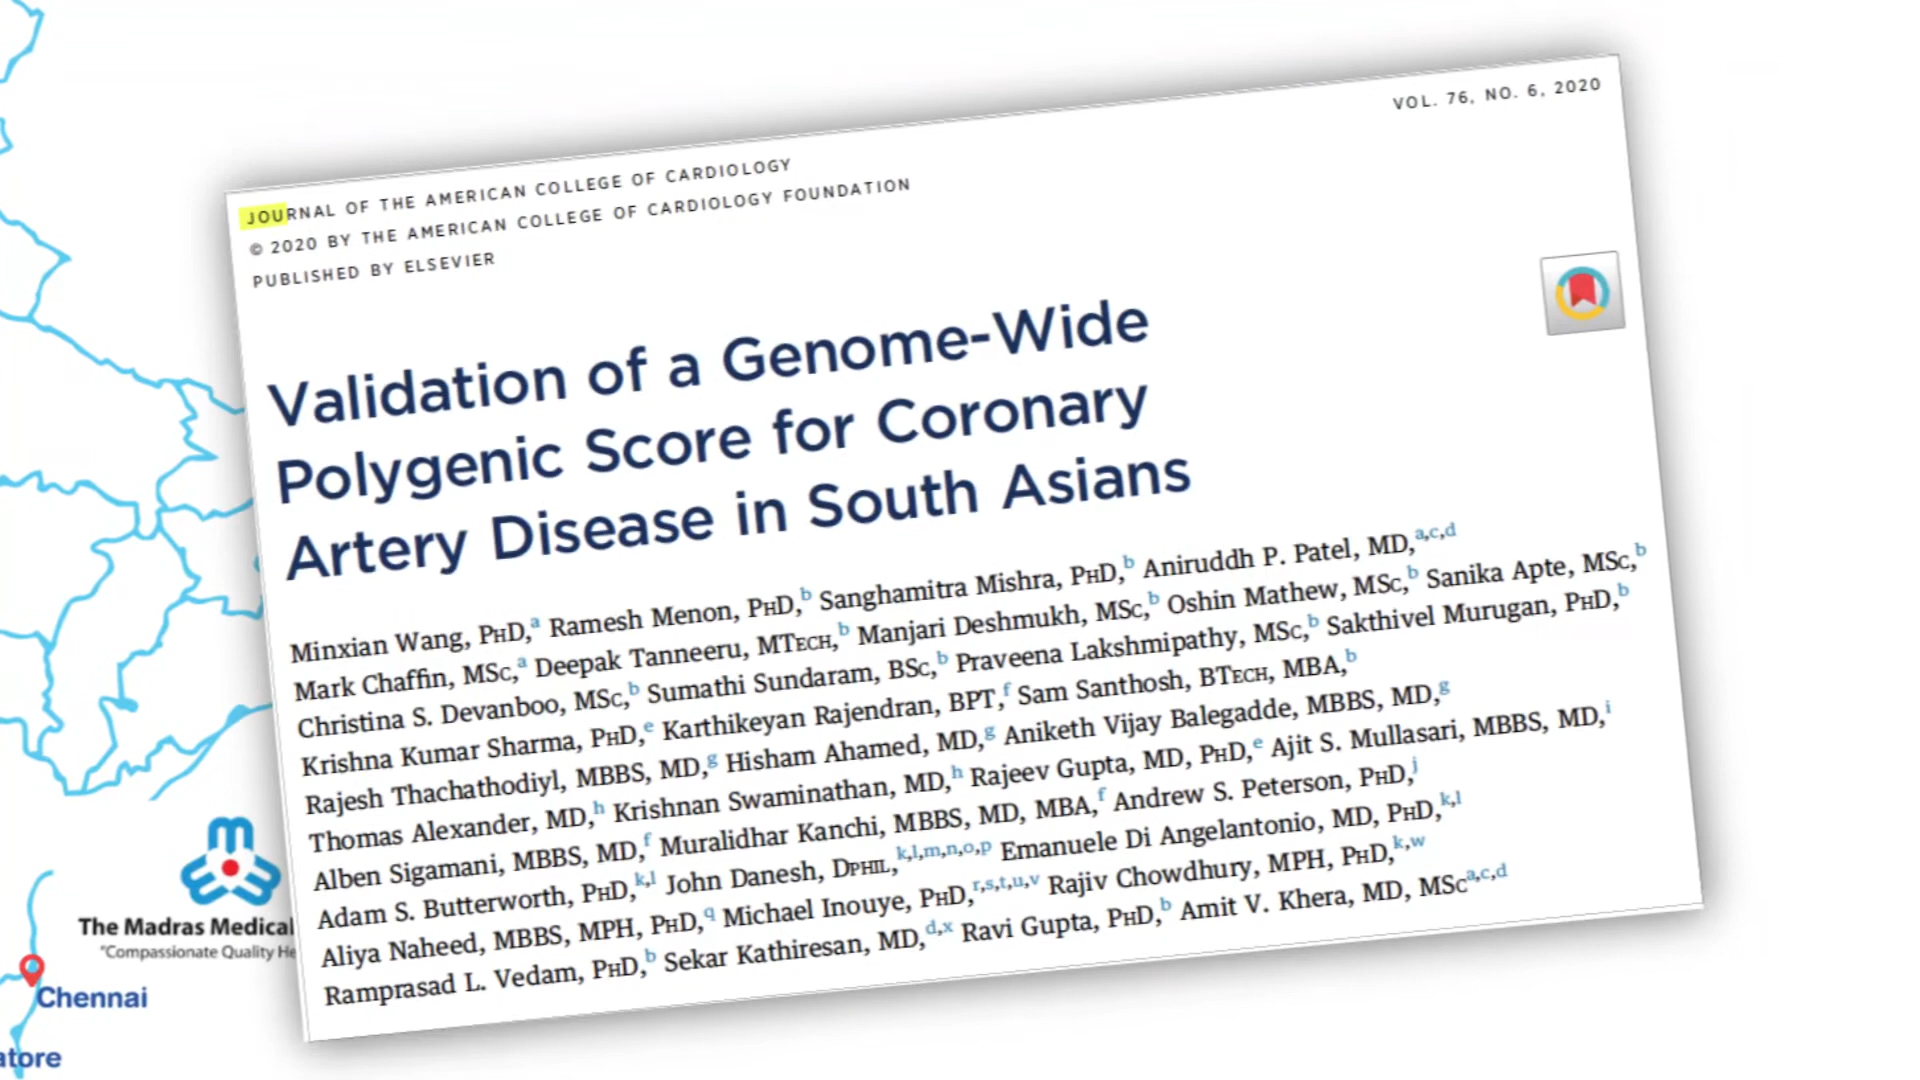 VOL. 76, NO. 6, 2020
JOURNAL OF THE AMERICAN COLLEGE OF CARDIOLOGY
© 2020 BY THE AMERICAN COLLEGE OF CARDIOLOGY FOUNDATION
PUBLISHED BY ELSEVIER
Validation of a Genome-Wide
Polygenic Score for Coronary
Artery Disease in South Asians
Minxian Wang, PHD,a Ramesh Menon, PHD,b Sanghamitra Mishra, PHD,b Aniruddh P. Patel, MD,a,c,d
Mark Chaffin, MSC,a Deepak Tanneeru, MTECH,b Manjari Deshmukh, MSC,b Oshin Mathew, MSC,b Sanika Apte, MSC,b
Christina S. Devanboo, MSC,b Sumathi Sundaram, BSC,b Praveena Lakshmipathy, MSC,b Sakthivel Murugan, PHD,b
Krishna Kumar Sharma, PHD,e Karthikeyan Rajendran, BPT,f Sam Santhosh, BTECH, MBA,b
Rajesh Thachathodiyl, MBBS, MD,g Hisham Ahamed, MD,g Aniketh Vijay Balegadde, MBBS, MD,g
Thomas Alexander, MD,h Krishnan Swaminathan, MD,h Rajeev Gupta, MD, PHD,e Ajit S. Mullasari, MBBS, MD,i
Alben Sigamani, MBBS, MD,f Muralidhar Kanchi, MBBS, MD, MBA,f Andrew S. Peterson, PHD,j
Adam S. Butterworth, PHD,k,l John Danesh, DPHIL,k,l,m,n,o,p Emanuele Di Angelantonio, MD, PHD,k,l
Aliya Naheed, MBBS, MPH, PHD,q Michael Inouye, PHD,r,s,t,u,v Rajiv Chowdhury, MPH, PHD,k,w
Ramprasad L. Vedam, PHD,b Sekar Kathiresan, MD,d,x Ravi Gupta, PHD,b Amit V. Khera, MD, MSCa,c,d
The Madras Medical
"Compassionate Quality He
Chennai
atore